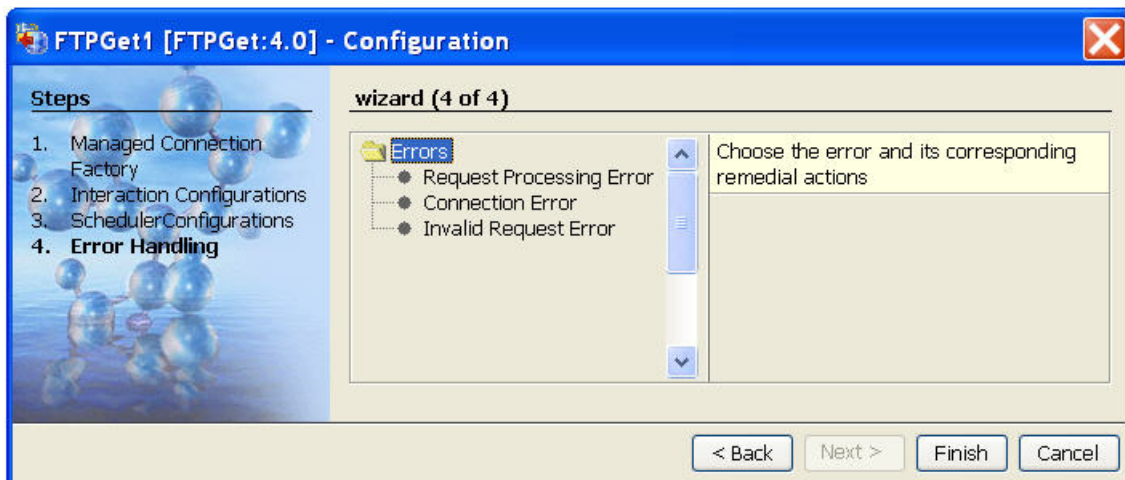 FTPGet1 [FTPGet:4.0] - Configuration
Steps
1. Managed Connection
Factory
2. Interaction Configurations
3. SchedulerConfigurations
4. Error Handling
wizard (4 of 4)
Errors
Request Processing Error
Connection Error
Invalid Request Error
Choose the error and its corresponding
remedial actions
< Back
Next >
Finish
Cancel